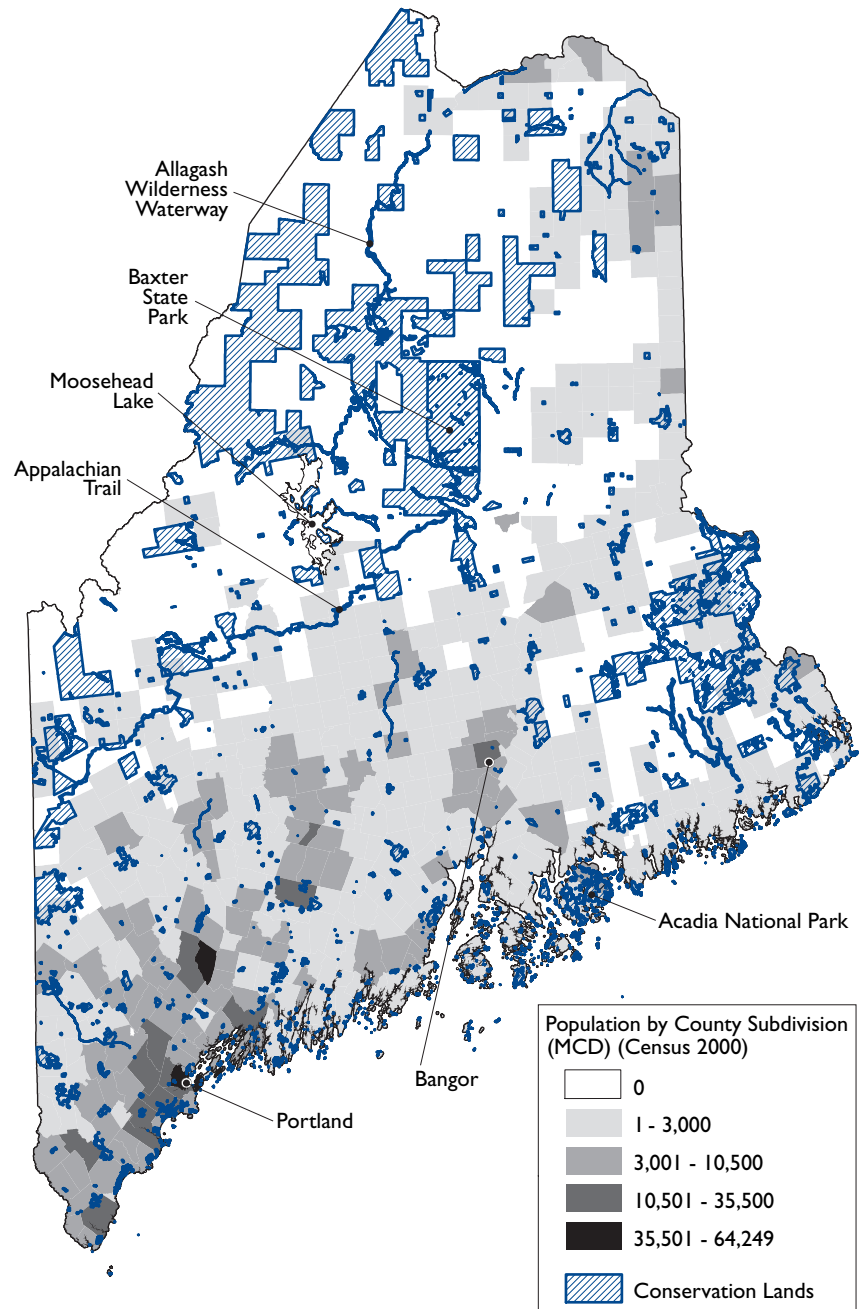 Allagash
Wilderness
Waterway
Baxter
State
Park
Moosehead
Lake
Appalachian
Trail
Acadia National Park
Bangor
Portland
Population by County Subdivision
(MCD) (Census 2000)
0
1 - 3,000
3,001 - 10,500
10,501 - 35,500
35,501 - 64,249
Conservation Lands